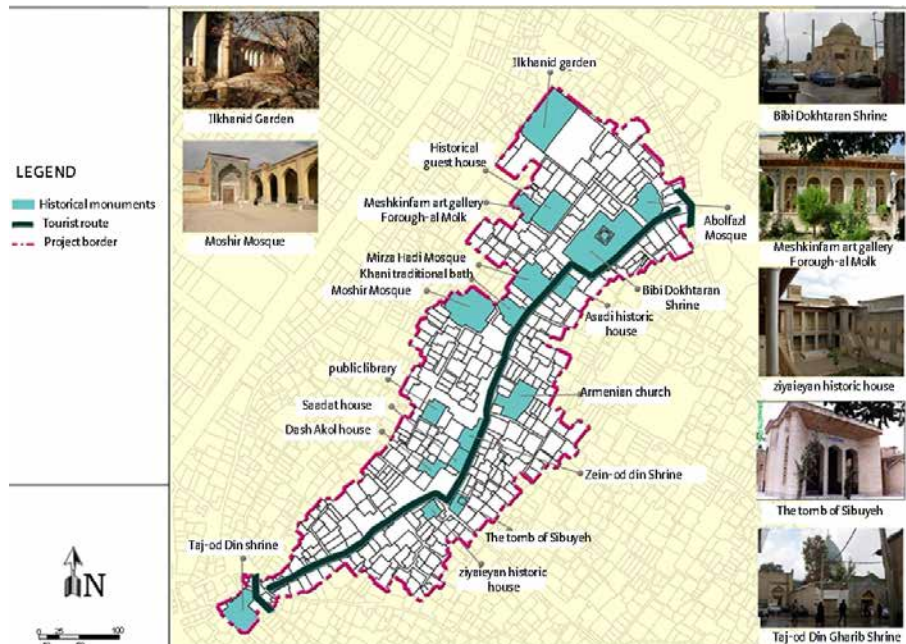 Ilkhanid Garden
Moshir Mosque
LEGEND
Historical monuments
Tourist route
Project border
N
0 25 100
Ilkhanid garden
Historical
guest house
Meshkinfam art gallery
Forough-al Molk
Mirza Hadi Mosque
Khani traditional bath
Moshir Mosque
public library
Saadat house
Dash Akol house
Taj-od Din shrine
Abolfazl
Mosque
Bibi Dokhtaran
Shrine
Asadi historic
house
Armenian church
Zein-od din Shrine
The tomb of Sibuyeh
ziyaieyan historic
house
Bibi Dokhtaran Shrine
Meshkinfam art gallery
Forough-al Molk
ziyaieyan historic house
The tomb of Sibuyeh
Taj-od Din Gharib Shrine